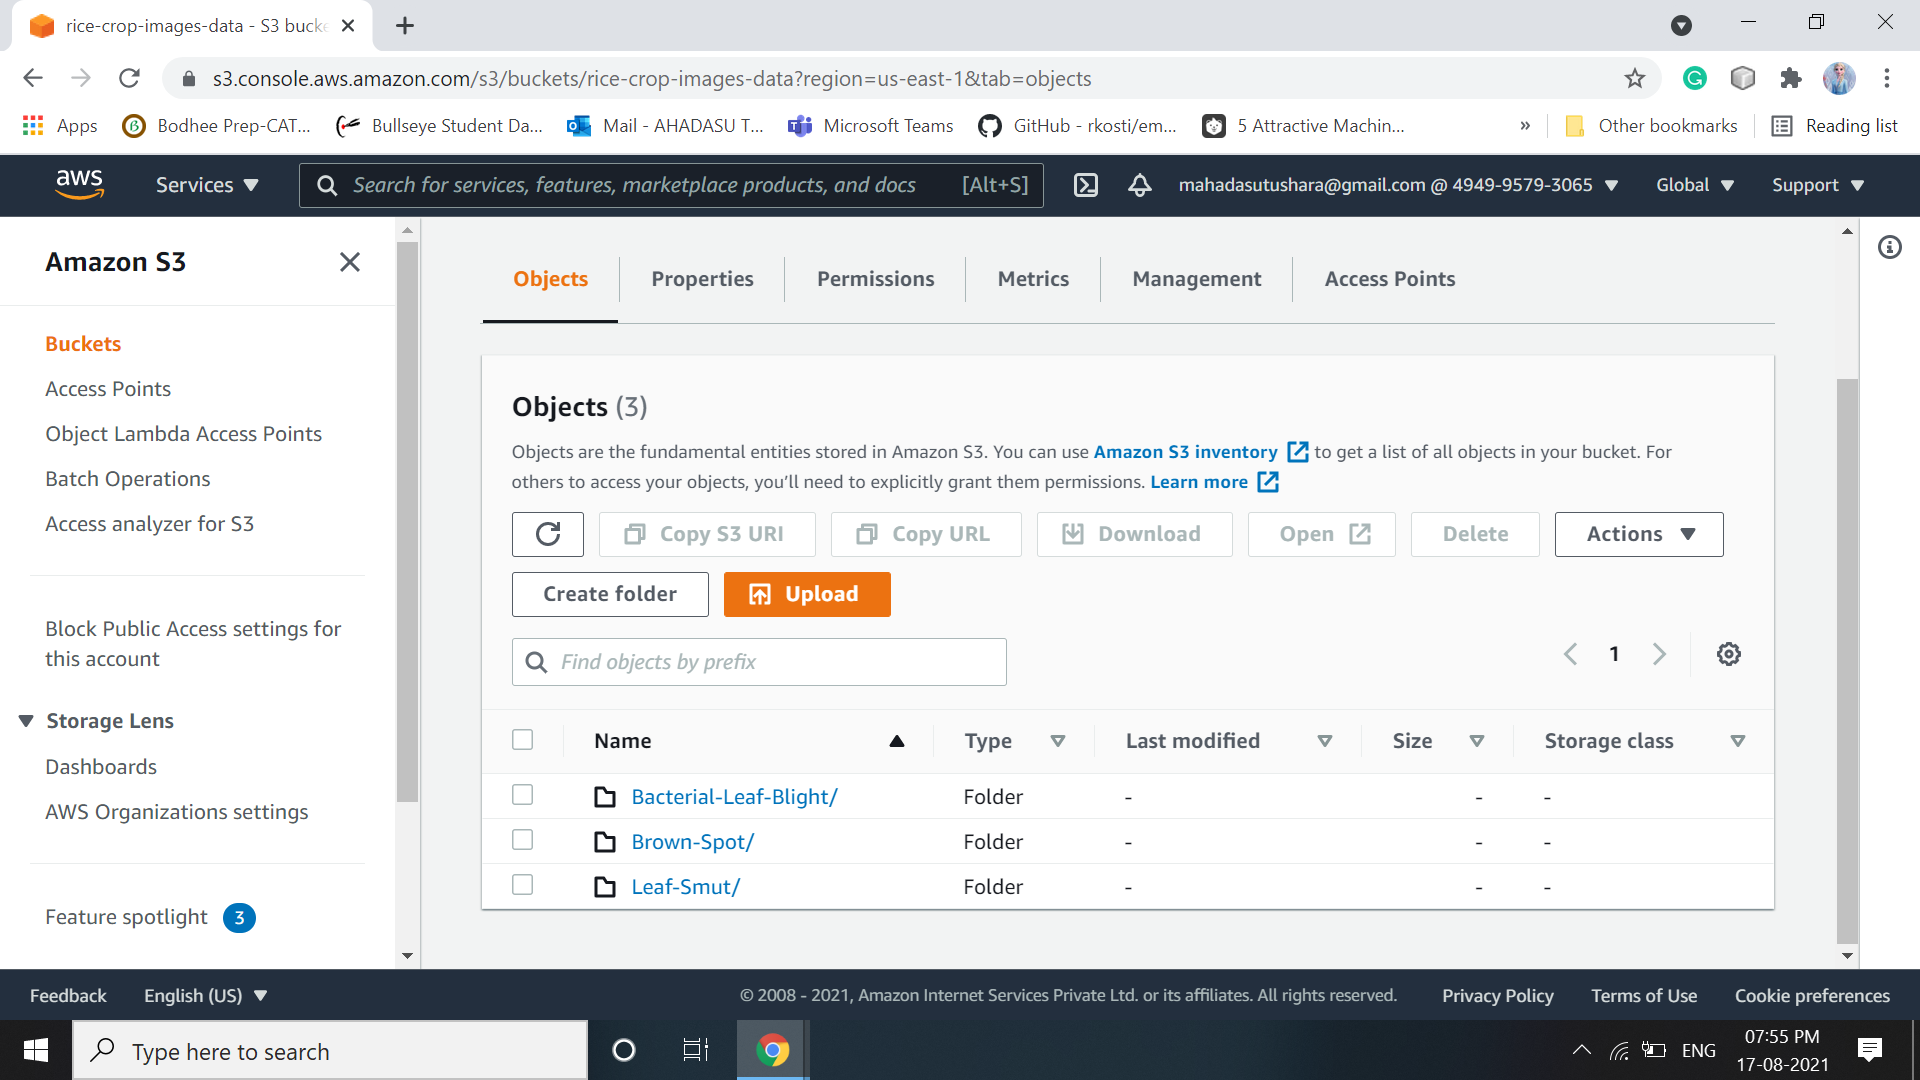 rice-crop-images-data - S3 bucke
s3.console.aws.amazon.com/s3/buckets/rice-crop-images-data?region=us-east-1&tab=objects
Apps Bodhee Prep-CAT... Bullseye Student Da... Mail - AHADASU T... Microsoft Teams GitHub - rkosti/em... 5 Attractive Machin... » Other bookmarks Reading list
aws Services Search for services, features, marketplace products, and docs [Alt+S] mahadasutushara@gmail.com @ 4949-9579-3065 Global Support
Amazon S3
Buckets
Access Points
Object Lambda Access Points
Batch Operations
Access analyzer for S3
Block Public Access settings for
this account
Storage Lens
Dashboards
AWS Organizations settings
Feature spotlight 3
Objects Properties Permissions Metrics Management Access Points
Objects (3)
Objects are the fundamental entities stored in Amazon S3. You can use Amazon S3 inventory to get a list of all objects in your bucket. For
others to access your objects, you'll need to explicitly grant them permissions. Learn more
Copy S3 URI Copy URL Download Open Delete Actions
Create folder Upload
Find objects by prefix 1
Name Type Last modified Size Storage class
Bacterial-Leaf-Blight/ Folder - - -
Brown-Spot/ Folder - - -
Leaf-Smut/ Folder - - -
Feedback English (US) © 2008 - 2021, Amazon Internet Services Private Ltd. or its affiliates. All rights reserved. Privacy Policy Terms of Use Cookie preferences
Type here to search ENG 07:55 PM
17-08-2021